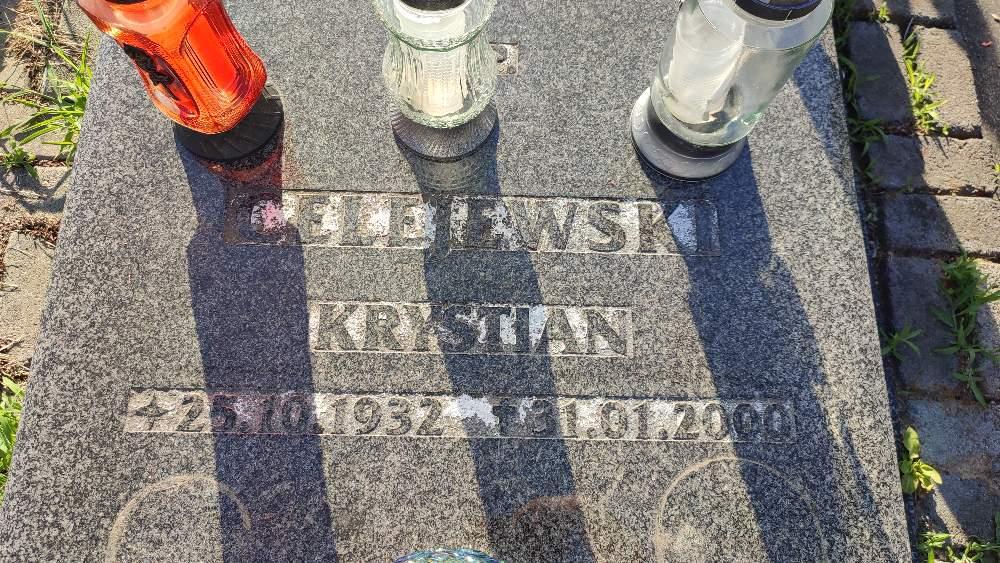 CELEJEWSKI
KRYSTIAN
✦ 25.10.1932 † 31.01.2000